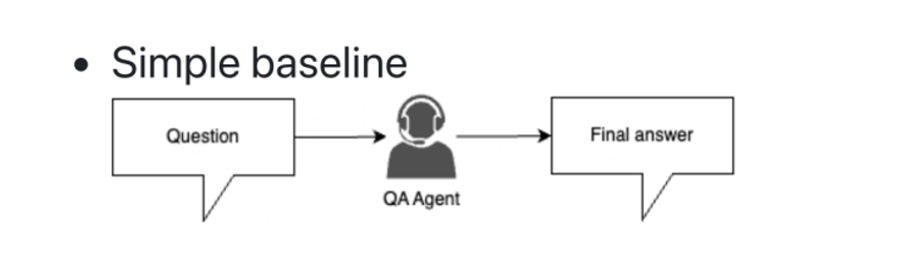 • Simple baseline
Question
Final answer
QA Agent